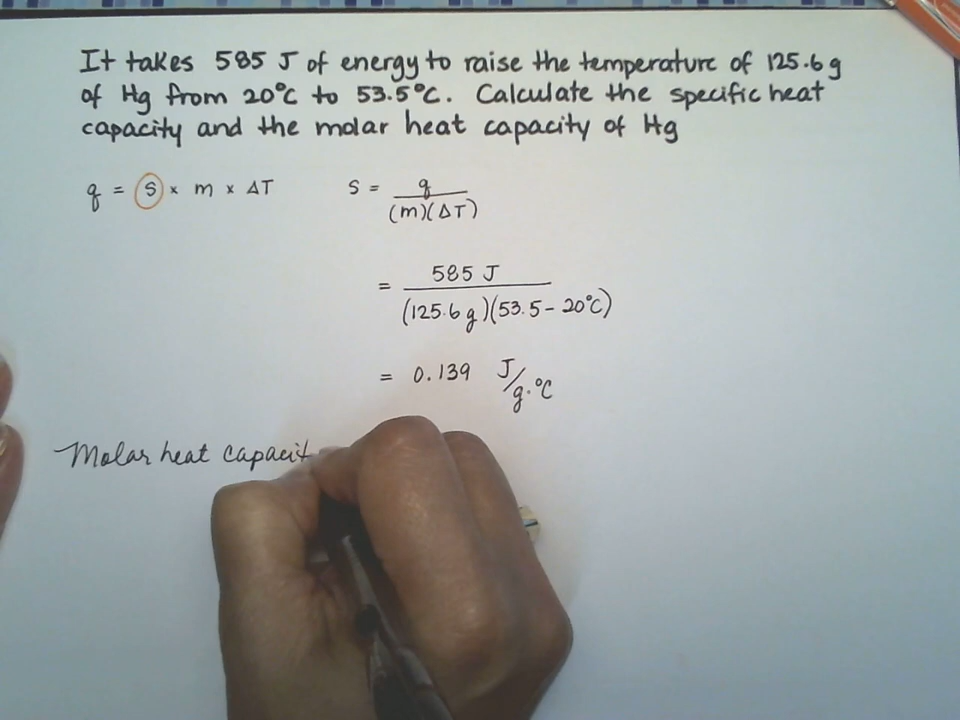 It takes 585 J of energy to raise the temperature of 125.6 g
of Hg from 20°C to 53.5°C. Calculate the specific heat
capacity and the molar heat capacity of Hg
q = s × m × ΔT
s = q / (m)(ΔT)
= 585 J / (125.6 g)(53.5 - 20°C)
= 0.139 J/g·°C
Molar heat capacit